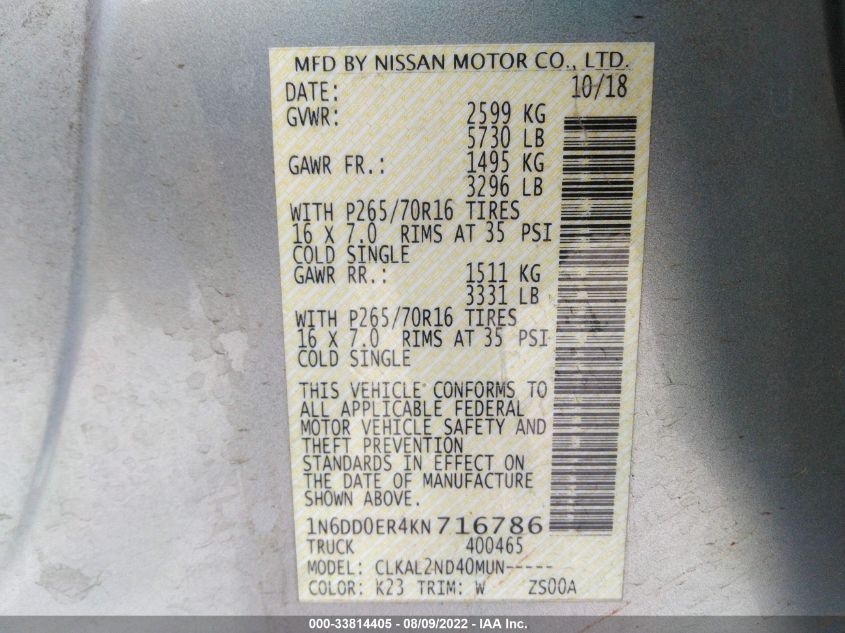 MFD BY NISSAN MOTOR CO., LTD.
DATE: 10/18
GVWR: 2599 KG
5730 LB
GAWR FR.: 1495 KG
3296 LB
WITH P265/70R16 TIRES
16 X 7.0 RIMS AT 35 PSI
COLD SINGLE
GAWR RR.: 1511 KG
3331 LB
WITH P265/70R16 TIRES
16 X 7.0 RIMS AT 35 PSI
COLD SINGLE
THIS VEHICLE CONFORMS TO
ALL APPLICABLE FEDERAL
MOTOR VEHICLE SAFETY AND
THEFT PREVENTION
STANDARDS IN EFFECT ON
THE DATE OF MANUFACTURE
SHOWN ABOVE.
1N6DD0ER4KN716786
TRUCK 400465
MODEL: CLKAL2ND40MUN-----
COLOR: K23 TRIM: W ZS00A
000-33814405 - 08/09/2022 - IAA Inc.